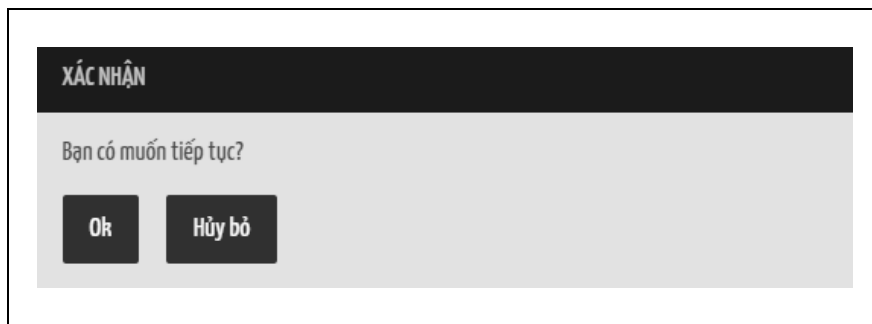 XÁC NHẬN
Bạn có muốn tiếp tục?
Ok Hủy bỏ